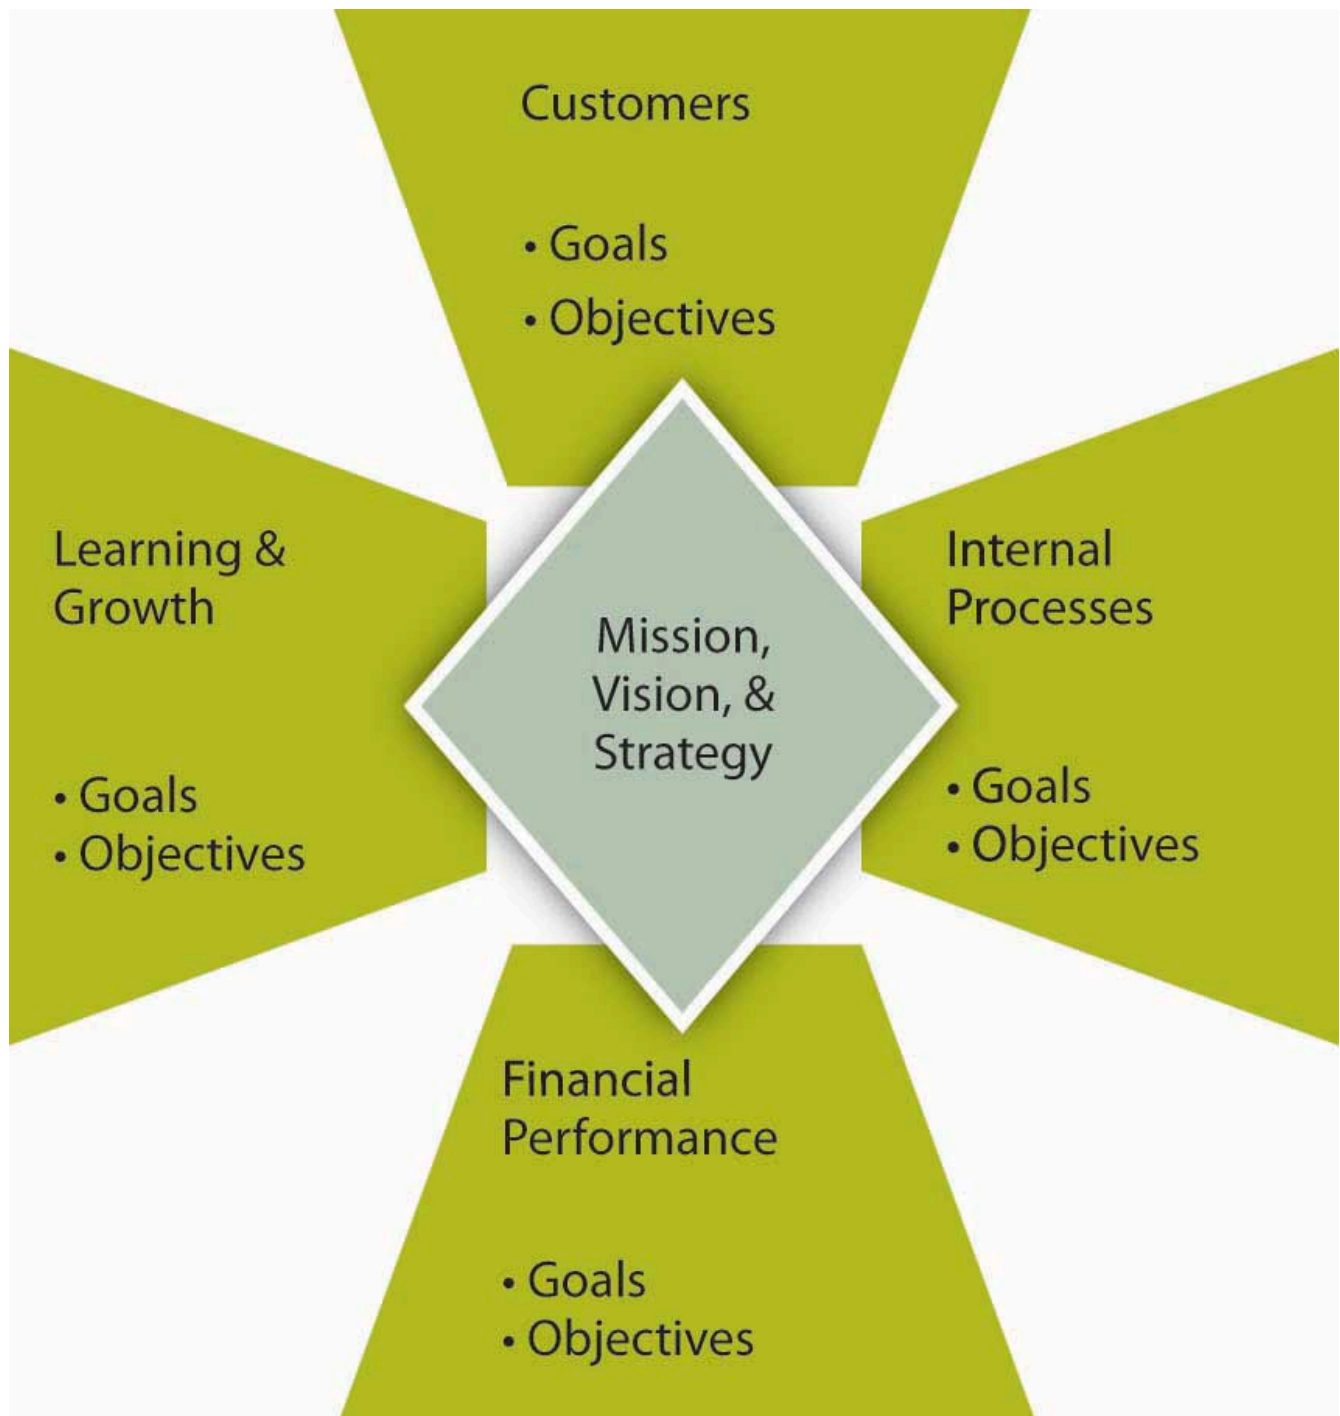 Customers
• Goals
• Objectives
Learning &
Growth
• Goals
• Objectives
Mission,
Vision, &
Strategy
Internal
Processes
• Goals
• Objectives
Financial
Performance
• Goals
• Objectives